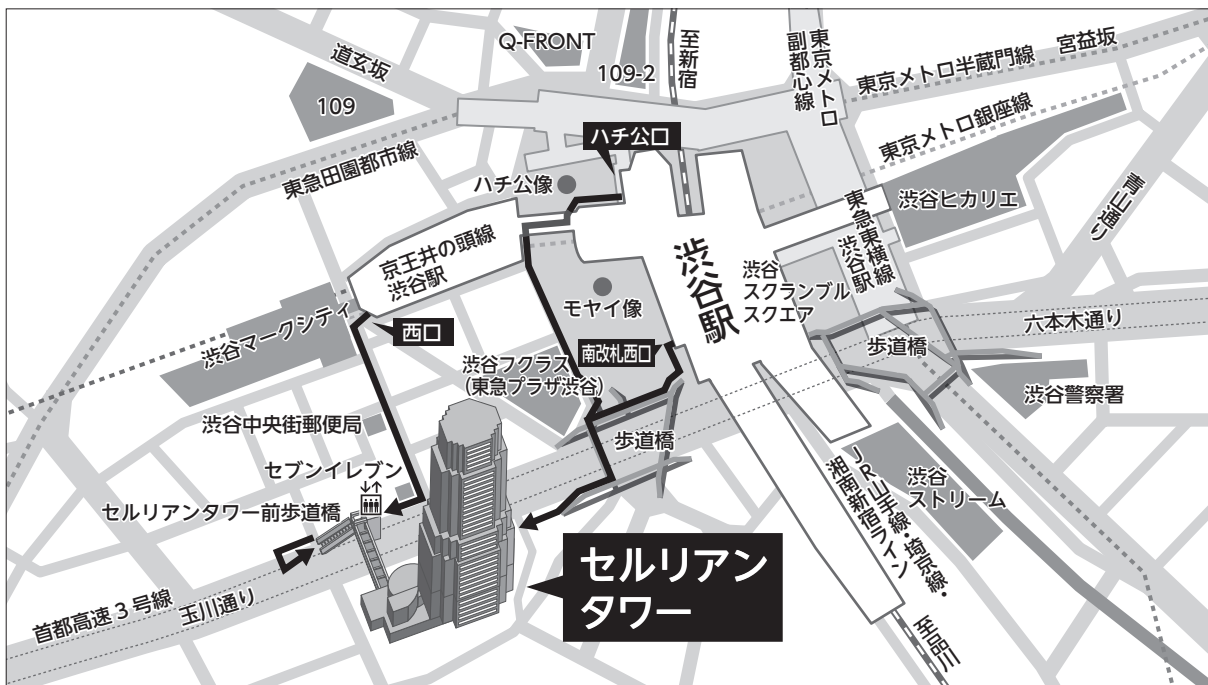 Q-FRONT
道玄坂
109
109-2
至新宿
東京メトロ
副都心線
東京メトロ半蔵門線
宮益坂
東京メトロ銀座線
東急田園都市線
ハチ公口
ハチ公像
渋谷ヒカリエ
青山通り
東急東横線
渋谷駅
京王井の頭線
渋谷駅
渋谷駅
渋谷
スクランブル
スクエア
モヤイ像
六本木通り
渋谷マークシティ
西口
南改札西口
歩道橋
渋谷フクラス
(東急プラザ渋谷)
渋谷警察署
渋谷中央街郵便局
歩道橋
セブンイレブン
JR山手線・埼京線・
湘南新宿ライン
渋谷
ストリーム
セルリアンタワー前歩道橋
セルリアン
タワー
首都高速3号線
玉川通り
至品川